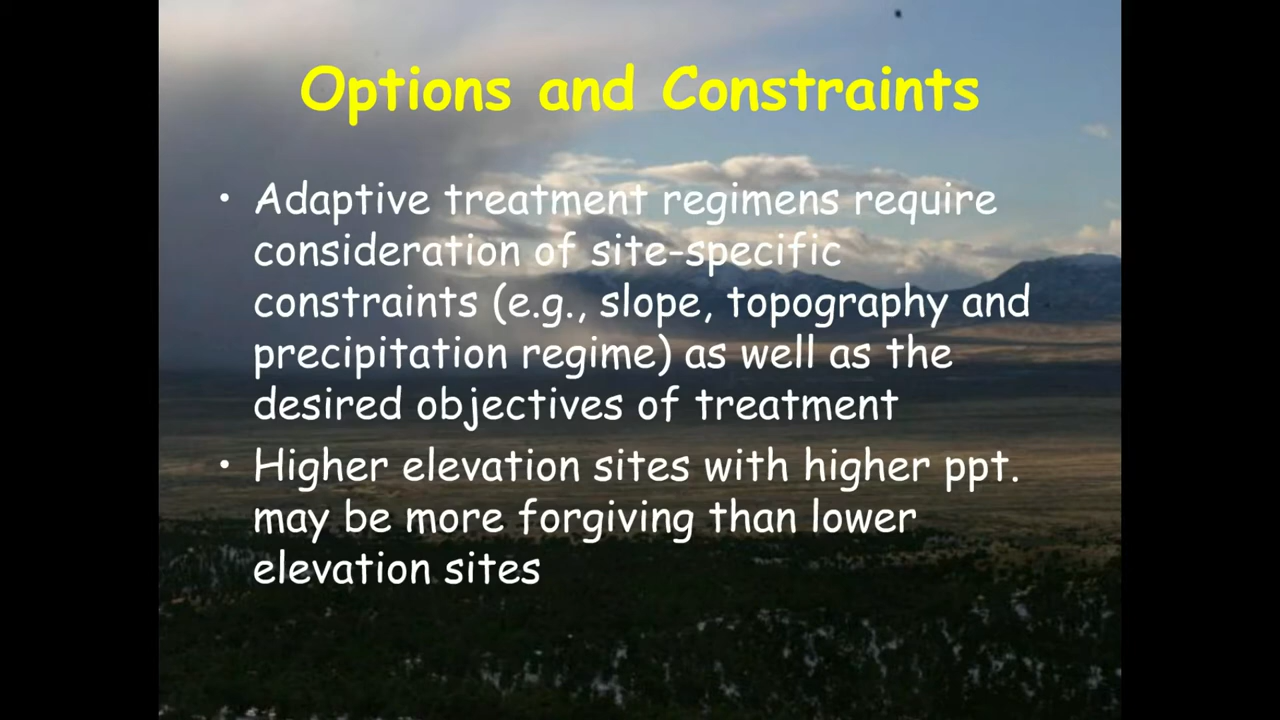 Options and Constraints
• Adaptive treatment regimens require
consideration of site-specific
constraints (e.g., slope, topography and
precipitation regime) as well as the
desired objectives of treatment
• Higher elevation sites with higher ppt.
may be more forgiving than lower
elevation sites